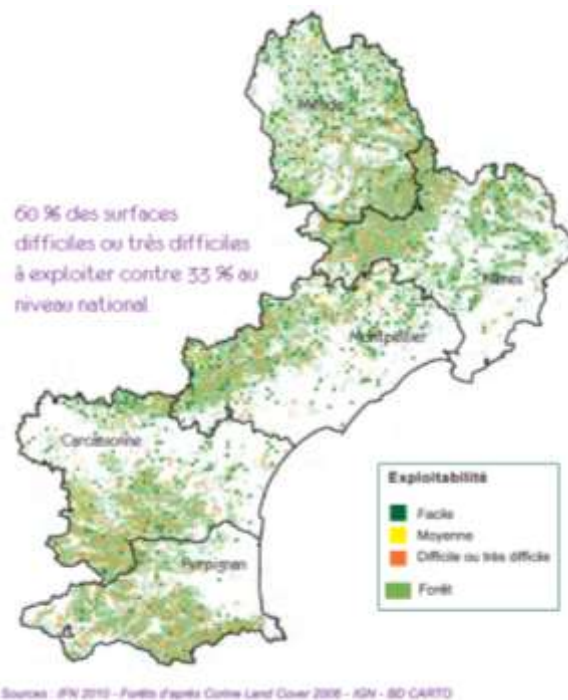 Mende
60 % des surfaces
difficiles ou très difficiles
à exploiter contre 33 % au
niveau national
Nîmes
Montpellier
Carcassonne
Exploitabilité
Facile
Moyenne
Difficile ou très difficile
Forêt
Perpignan
Sources : IFN 2010 - Forêts d'après Corine Land Cover 2006 - IGN - BD CARTO